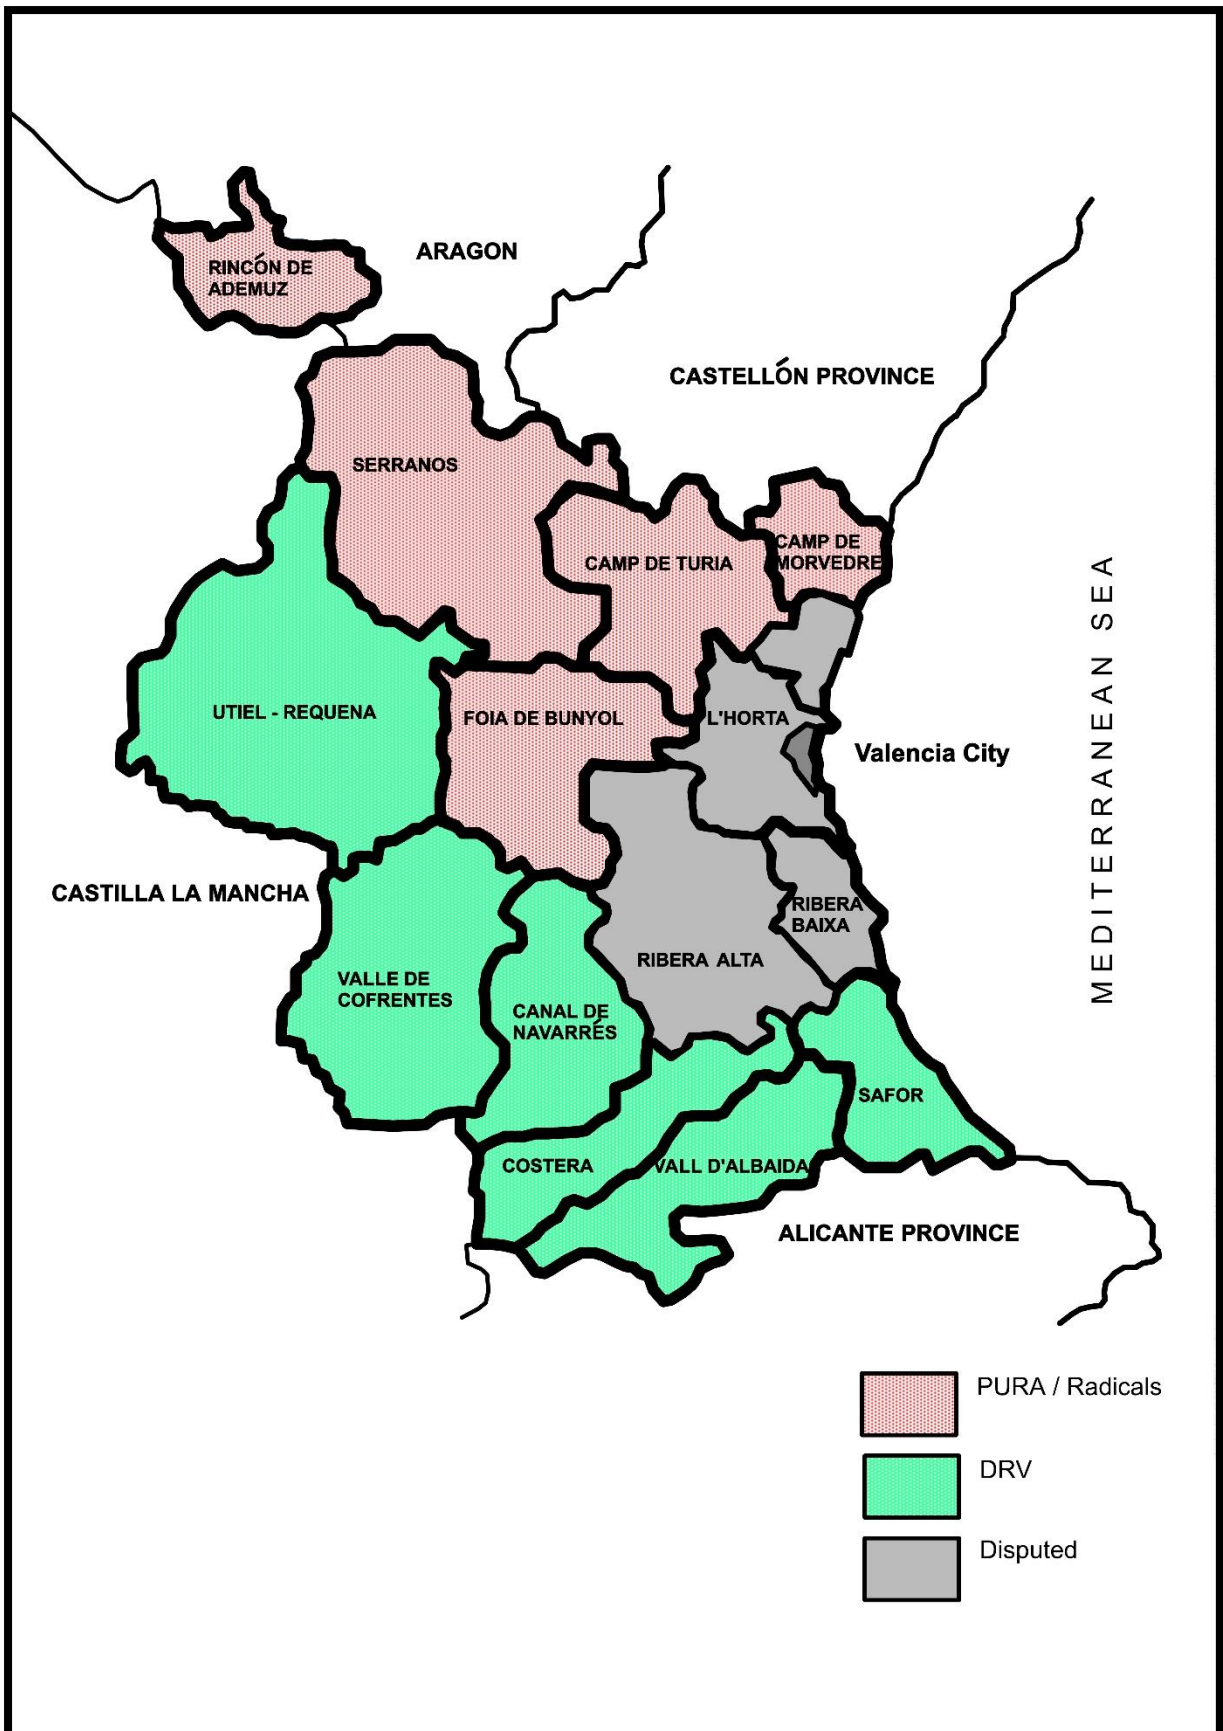 ARAGON
RINCÓN DE
ADEMUZ
CASTELLÓN PROVINCE
SERRANOS
CAMP DE
MORVEDRE
CAMP DE TURIA
MEDITERRANEAN SEA
UTIEL - REQUENA
FOIA DE BUNYOL
L'HORTA
Valencia City
CASTILLA LA MANCHA
RIBERA
BAIXA
RIBERA ALTA
VALLE DE
COFRENTES
CANAL DE
NAVARRÉS
SAFOR
COSTERA
VALL D'ALBAIDA
ALICANTE PROVINCE
PURA / Radicals
DRV
Disputed